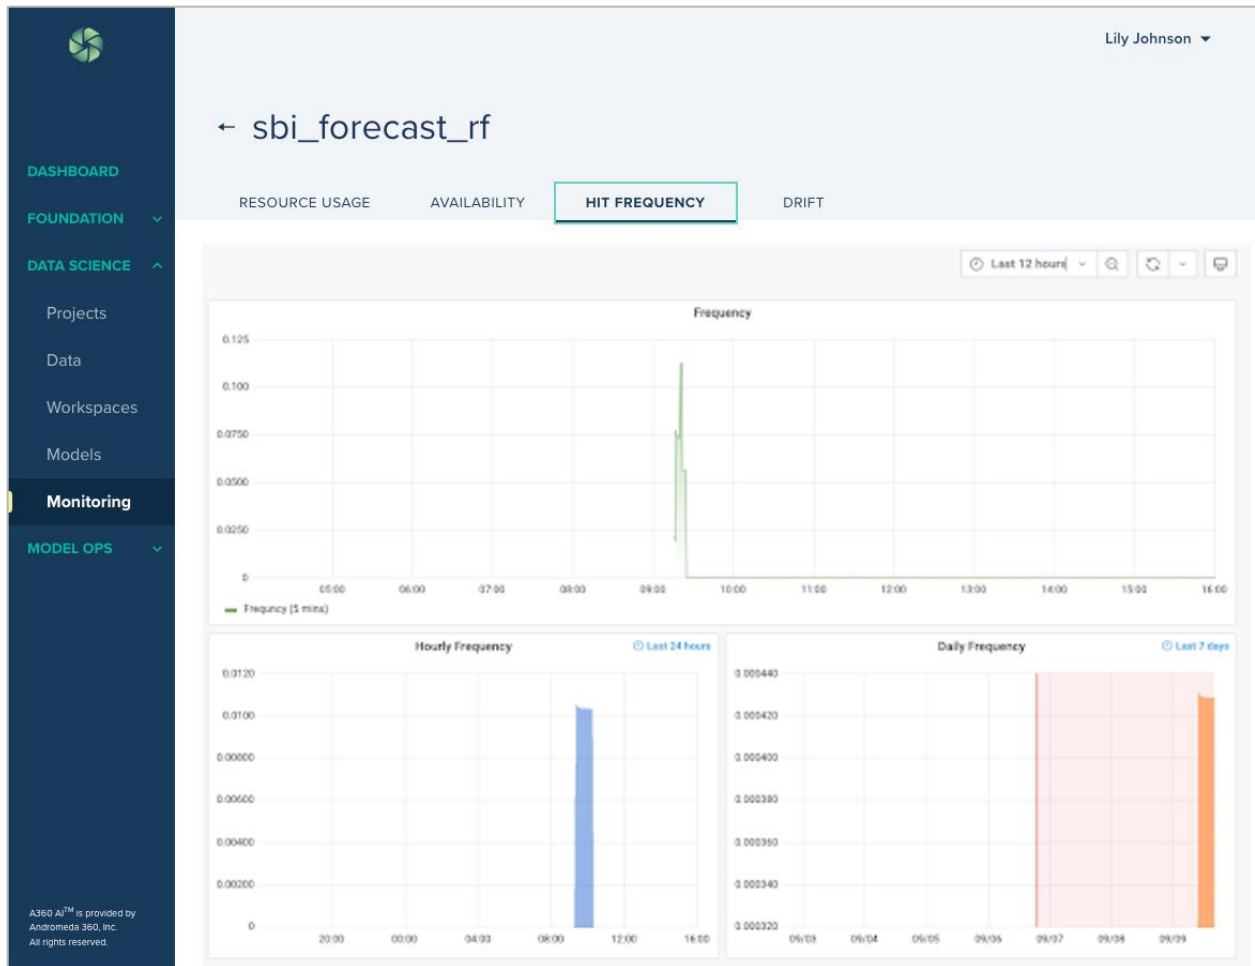 Lily Johnson
← sbi_forecast_rf
DASHBOARD
FOUNDATION
DATA SCIENCE
Projects
Data
Workspaces
Models
Monitoring
MODEL OPS
A360 AI™ is provided by
Andromeda 360, Inc.
All rights reserved.
RESOURCE USAGE AVAILABILITY HIT FREQUENCY DRIFT
Last 12 hours
Frequency
0.125
0.100
0.0750
0.0500
0.0250
0
05:00 06:00 07:00 08:00 09:00 10:00 11:00 12:00 13:00 14:00 15:00 16:00
Frequncy (5 mins)
Hourly Frequency Last 24 hours
0.0120
0.0100
0.00800
0.00600
0.00400
0.00200
0
20:00 00:00 04:00 08:00 12:00 16:00
Daily Frequency Last 7 days
0.000440
0.000420
0.000400
0.000380
0.000360
0.000340
0.000320
09/03 09/04 09/05 09/06 09/07 09/08 09/09